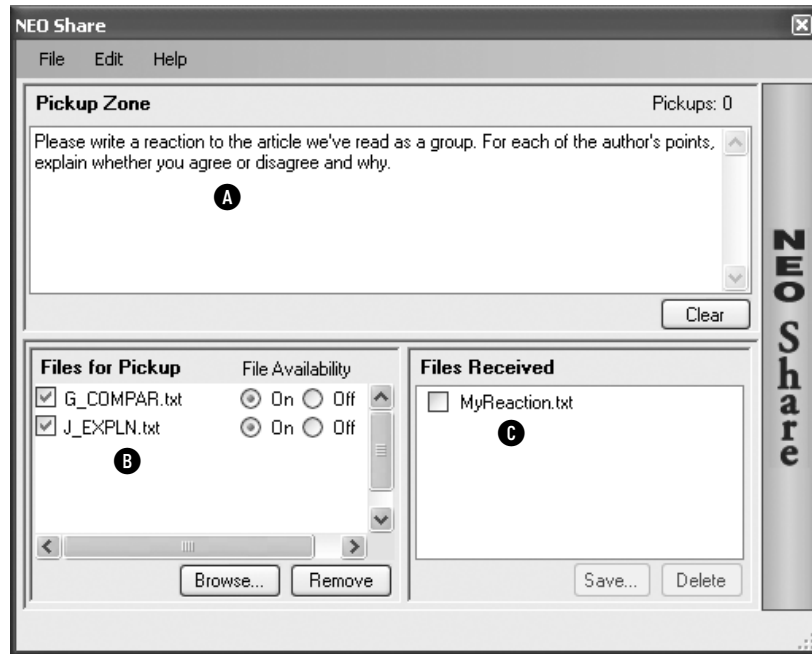 NEO Share
File Edit Help
Pickup Zone Pickups: 0
Please write a reaction to the article we've read as a group. For each of the author's points,
explain whether you agree or disagree and why.
A
Clear
Files for Pickup File Availability
G_COMPAR.txt On Off
J_EXPLN.txt On Off
B
Browse... Remove
Files Received
MyReaction.txt
C
Save... Delete
NEO Share